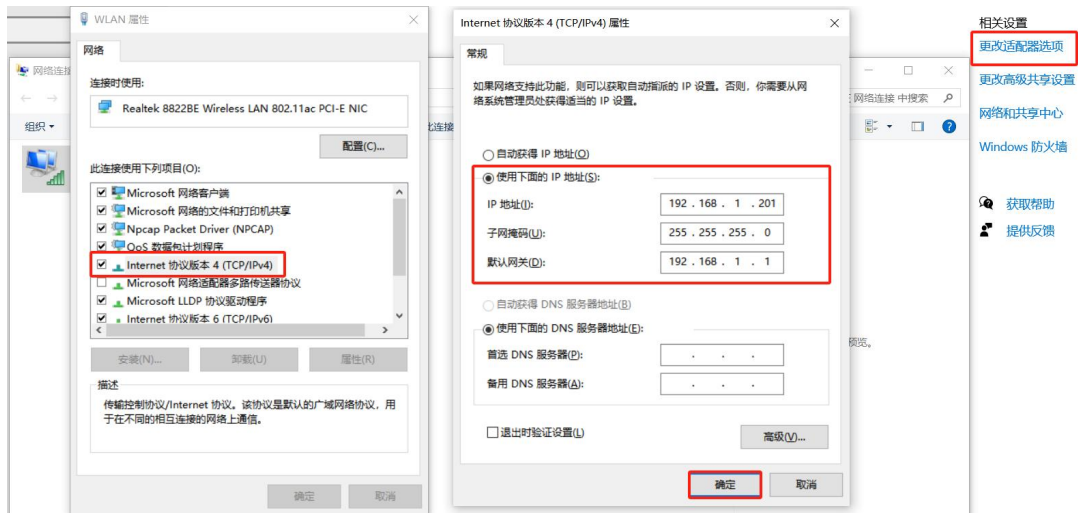 WLAN 属性
网络
连接时使用:
Realtek 8822BE Wireless LAN 802.11ac PCI-E NIC
配置(C)...
此连接使用下列项目(O):
Microsoft 网络客户端
Microsoft 网络的文件和打印机共享
Npcap Packet Driver (NPCAP)
QoS 数据包计划程序
Internet 协议版本 4 (TCP/IPv4)
Microsoft 网络适配器多路传送器协议
Microsoft LLDP 协议驱动程序
Internet 协议版本 6 (TCP/IPv6)
安装(N)...
卸载(U)
属性(R)
描述
传输控制协议/Internet 协议。该协议是默认的广域网络协议，用
于在不同的相互连接的网络上通信。
确定
取消
网络连接
组织
Internet 协议版本 4 (TCP/IPv4) 属性
常规
如果网络支持此功能，则可以获取自动指派的 IP 设置。否则，你需要从网
络系统管理员处获得适当的 IP 设置。
自动获得 IP 地址(O)
使用下面的 IP 地址(S):
IP 地址(I): 192 . 168 . 1 . 201
子网掩码(U): 255 . 255 . 255 . 0
默认网关(D): 192 . 168 . 1 . 1
自动获得 DNS 服务器地址(B)
使用下面的 DNS 服务器地址(E):
首选 DNS 服务器(P): . . .
备用 DNS 服务器(A): . . .
退出时验证设置(L)
高级(V)...
确定
取消
此连接
网络连接 中搜索
预览。
相关设置
更改适配器选项
更改高级共享设置
网络和共享中心
Windows 防火墙
获取帮助
提供反馈